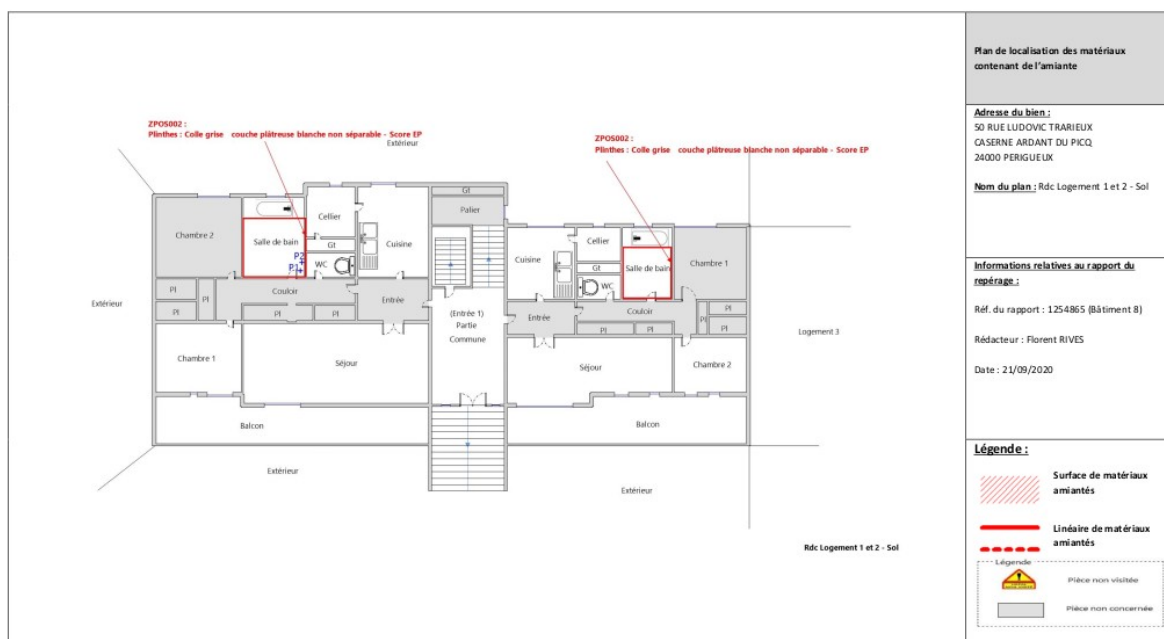 ZPOS002 :
Plinthes : Colle grise couche plâtreuse blanche non séparable - Score EP
Extérieur
ZPOS002 :
Plinthes : Colle grise couche plâtreuse blanche non séparable - Score EP
Gt
Palier
Chambre 2
Cellier
Salle de bain
Gt
Cuisine
P2
P1
WC
Couloir
Pl
Pl
Pl
Pl
Pl
Entrée
Extérieur
Chambre 1
Séjour
Balcon
Extérieur
(Entrée 1)
Partie
Commune
Cellier
Cuisine
Gt
Salle de bain
WC
Chambre 1
Couloir
Entrée
Pl
Pl
Pl
Pl
Pl
Logement 3
Séjour
Chambre 2
Balcon
Extérieur
Rdc Logement 1 et 2 - Sol
Plan de localisation des matériaux
contenant de l'amiante
Adresse du bien :
50 RUE LUDOVIC TRARIEUX
CASERNE ARDANT DU PICQ
24000 PERIGUEUX
Nom du plan : Rdc Logement 1 et 2 - Sol
Informations relatives au rapport du
repérage :
Réf. du rapport : 1254865 (Bâtiment 8)
Rédacteur : Florent RIVES
Date : 21/09/2020
Légende :
Surface de matériaux
amiantés
Linéaire de matériaux
amiantés
Légende
Pièce non visitée
Pièce non concernée